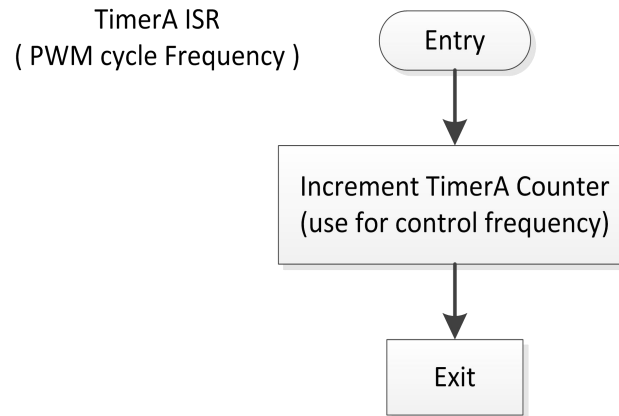 TimerA ISR
( PWM cycle Frequency )
Entry
Increment TimerA Counter
(use for control frequency)
Exit